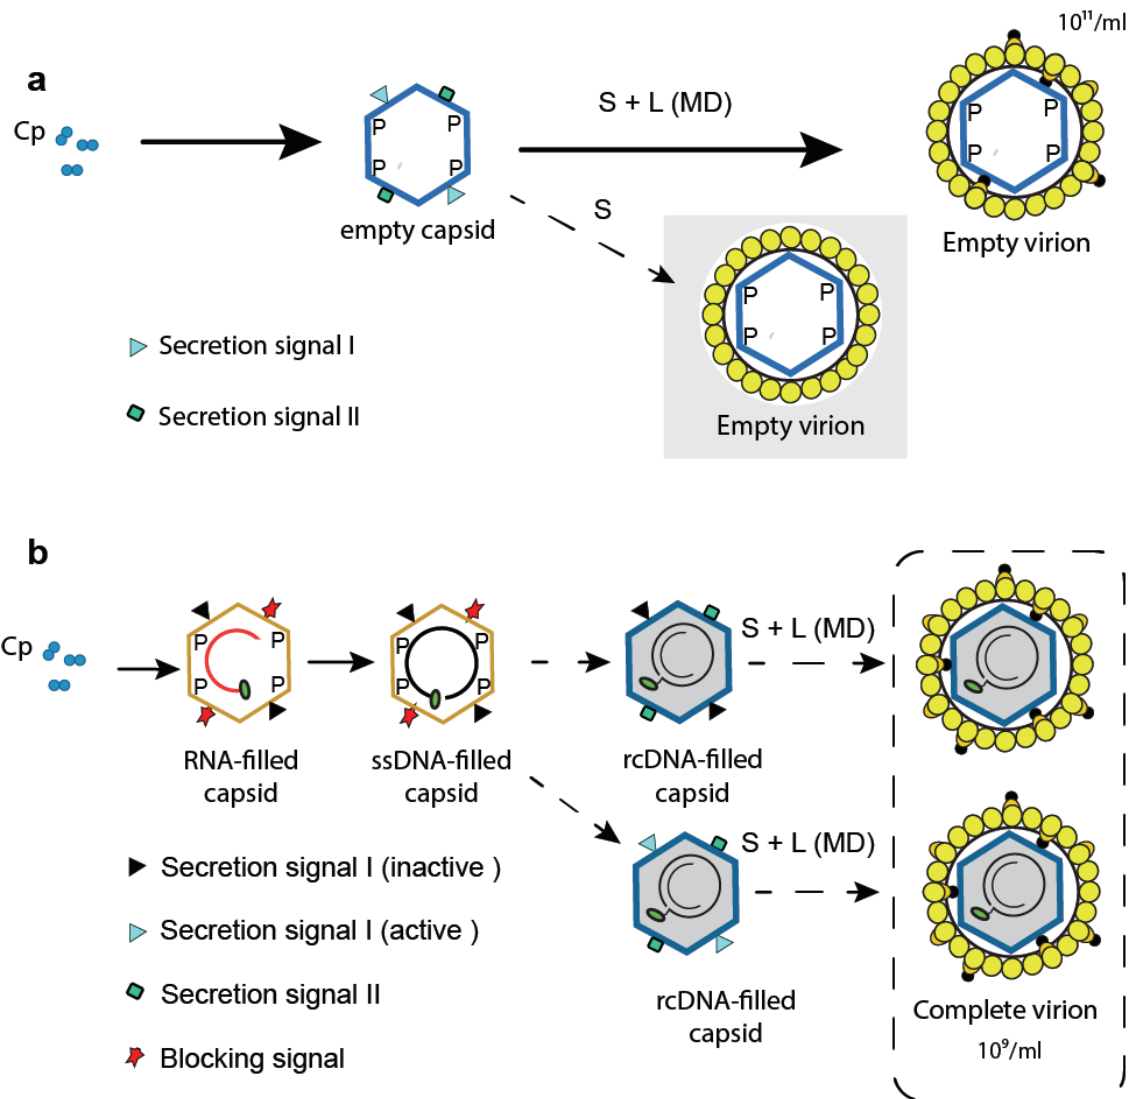 10¹¹/ml
a
Cp
P P
P P
S + L (MD)
P P
P P
empty capsid
S
Empty virion
P P
P P
Secretion signal I
Secretion signal II
Empty virion
b
Cp
P P
P P
P P
P P
S + L (MD)
RNA-filled
capsid
ssDNA-filled
capsid
rcDNA-filled
capsid
S + L (MD)
Secretion signal I (inactive )
Secretion signal I (active )
Secretion signal II
Blocking signal
rcDNA-filled
capsid
Complete virion
10⁹/ml